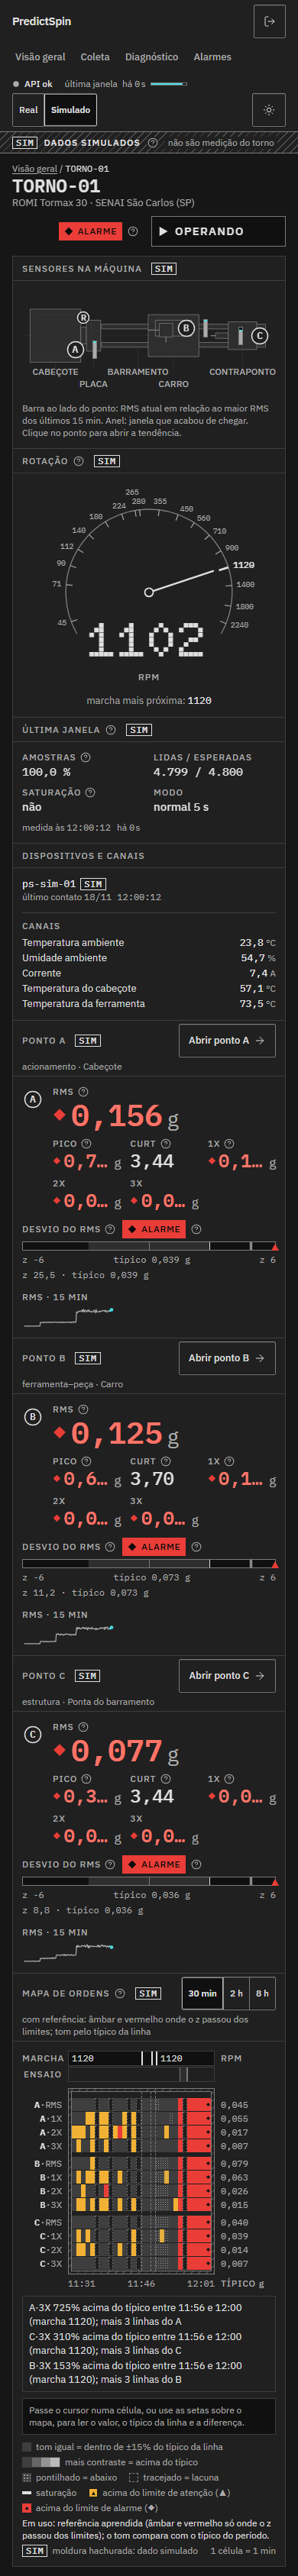 PredictSpin
Visão geral Coleta Diagnóstico Alarmes
API ok última janela há 0 s
Real Simulado
SIM DADOS SIMULADOS ? não são medição do torno
Visão geral / TORNO-01
TORNO-01
ROMI Tormax 30 · SENAI São Carlos (SP)
◆ ALARME ? ▶ OPERANDO
SENSORES NA MÁQUINA SIM
R
A B C
CABEÇOTE BARRAMENTO CONTRAPONTO
PLACA CARRO
Barra ao lado do ponto: RMS atual em relação ao maior RMS
dos últimos 15 min. Anel: janela que acabou de chegar.
Clique no ponto para abrir a tendência.
ROTAÇÃO ? SIM
45 71 90 112 140 180 224 265 280 355 450 560 710 900 1120 1400 1800 2240
1102
RPM
marcha mais próxima: 1120
ÚLTIMA JANELA ? SIM
AMOSTRAS ? LIDAS / ESPERADAS
100,0 % 4.799 / 4.800
SATURAÇÃO ? MODO
não normal 5 s
medida às 12:00:12 há 0 s
DISPOSITIVOS E CANAIS
ps-sim-01 SIM
último contato 18/11 12:00:12
CANAIS
Temperatura ambiente 23,8 °C
Umidade ambiente 54,7 %
Corrente 7,4 A
Temperatura do cabeçote 57,1 °C
Temperatura da ferramenta 73,5 °C
PONTO A SIM Abrir ponto A →
acionamento · Cabeçote
A RMS ?
◆ 0,156 g
PICO ? CURT ? 1X ?
◆ 0,7… g 3,44 ◆ 0,1… g
2X 3X
◆ 0,0… g ◆ 0,0… g
DESVIO DO RMS ? ◆ ALARME ?
z -6 típico 0,039 g z 6
z 25,5 · típico 0,039 g
RMS · 15 MIN
PONTO B SIM Abrir ponto B →
ferramenta–peça · Carro
B RMS ?
◆ 0,125 g
PICO ? CURT ? 1X ?
◆ 0,6… g 3,70 ◆ 0,1… g
2X 3X
◆ 0,0… g ◆ 0,0… g
DESVIO DO RMS ? ◆ ALARME ?
z -6 típico 0,073 g z 6
z 11,2 · típico 0,073 g
RMS · 15 MIN
PONTO C SIM Abrir ponto C →
estrutura · Ponta do barramento
C RMS ?
◆ 0,077 g
PICO ? CURT ? 1X ?
◆ 0,3… g 3,44 ◆ 0,0… g
2X 3X
◆ 0,0… g ◆ 0,0… g
DESVIO DO RMS ? ◆ ALARME ?
z -6 típico 0,036 g z 6
z 8,8 · típico 0,036 g
RMS · 15 MIN
MAPA DE ORDENS ? SIM 30 min 2 h 8 h
com referência: âmbar e vermelho onde o z passou dos
limites; tom pelo típico da linha
MARCHA 1120 1120 RPM
ENSAIO
A·RMS 0,045
A·1X 0,055
A·2X 0,017
A·3X 0,007
B·RMS 0,079
B·1X 0,063
B·2X 0,026
B·3X 0,015
C·RMS 0,040
C·1X 0,039
C·2X 0,014
C·3X 0,007
11:31 11:46 12:01 TÍPICO g
A·3X 725% acima do típico entre 11:56 e 12:00
(marcha 1120); mais 3 linhas do A
C·3X 310% acima do típico entre 11:56 e 12:00
(marcha 1120); mais 3 linhas do C
B·3X 153% acima do típico entre 11:56 e 12:00
(marcha 1120); mais 3 linhas do B
Passe o cursor numa célula, ou use as setas sobre o
mapa, para ler o valor, o típico da linha e a diferença.
tom igual = dentro de ±15% do típico da linha
mais contraste = acima do típico
pontilhado = abaixo tracejado = lacuna
saturação acima do limite de atenção (▲)
acima do limite de alarme (◆)
Em uso: referência aprendida (âmbar e vermelho só onde o z
passou dos limites); o tom compara com o típico do período.
SIM moldura hachurada: dado simulado 1 célula = 1 min